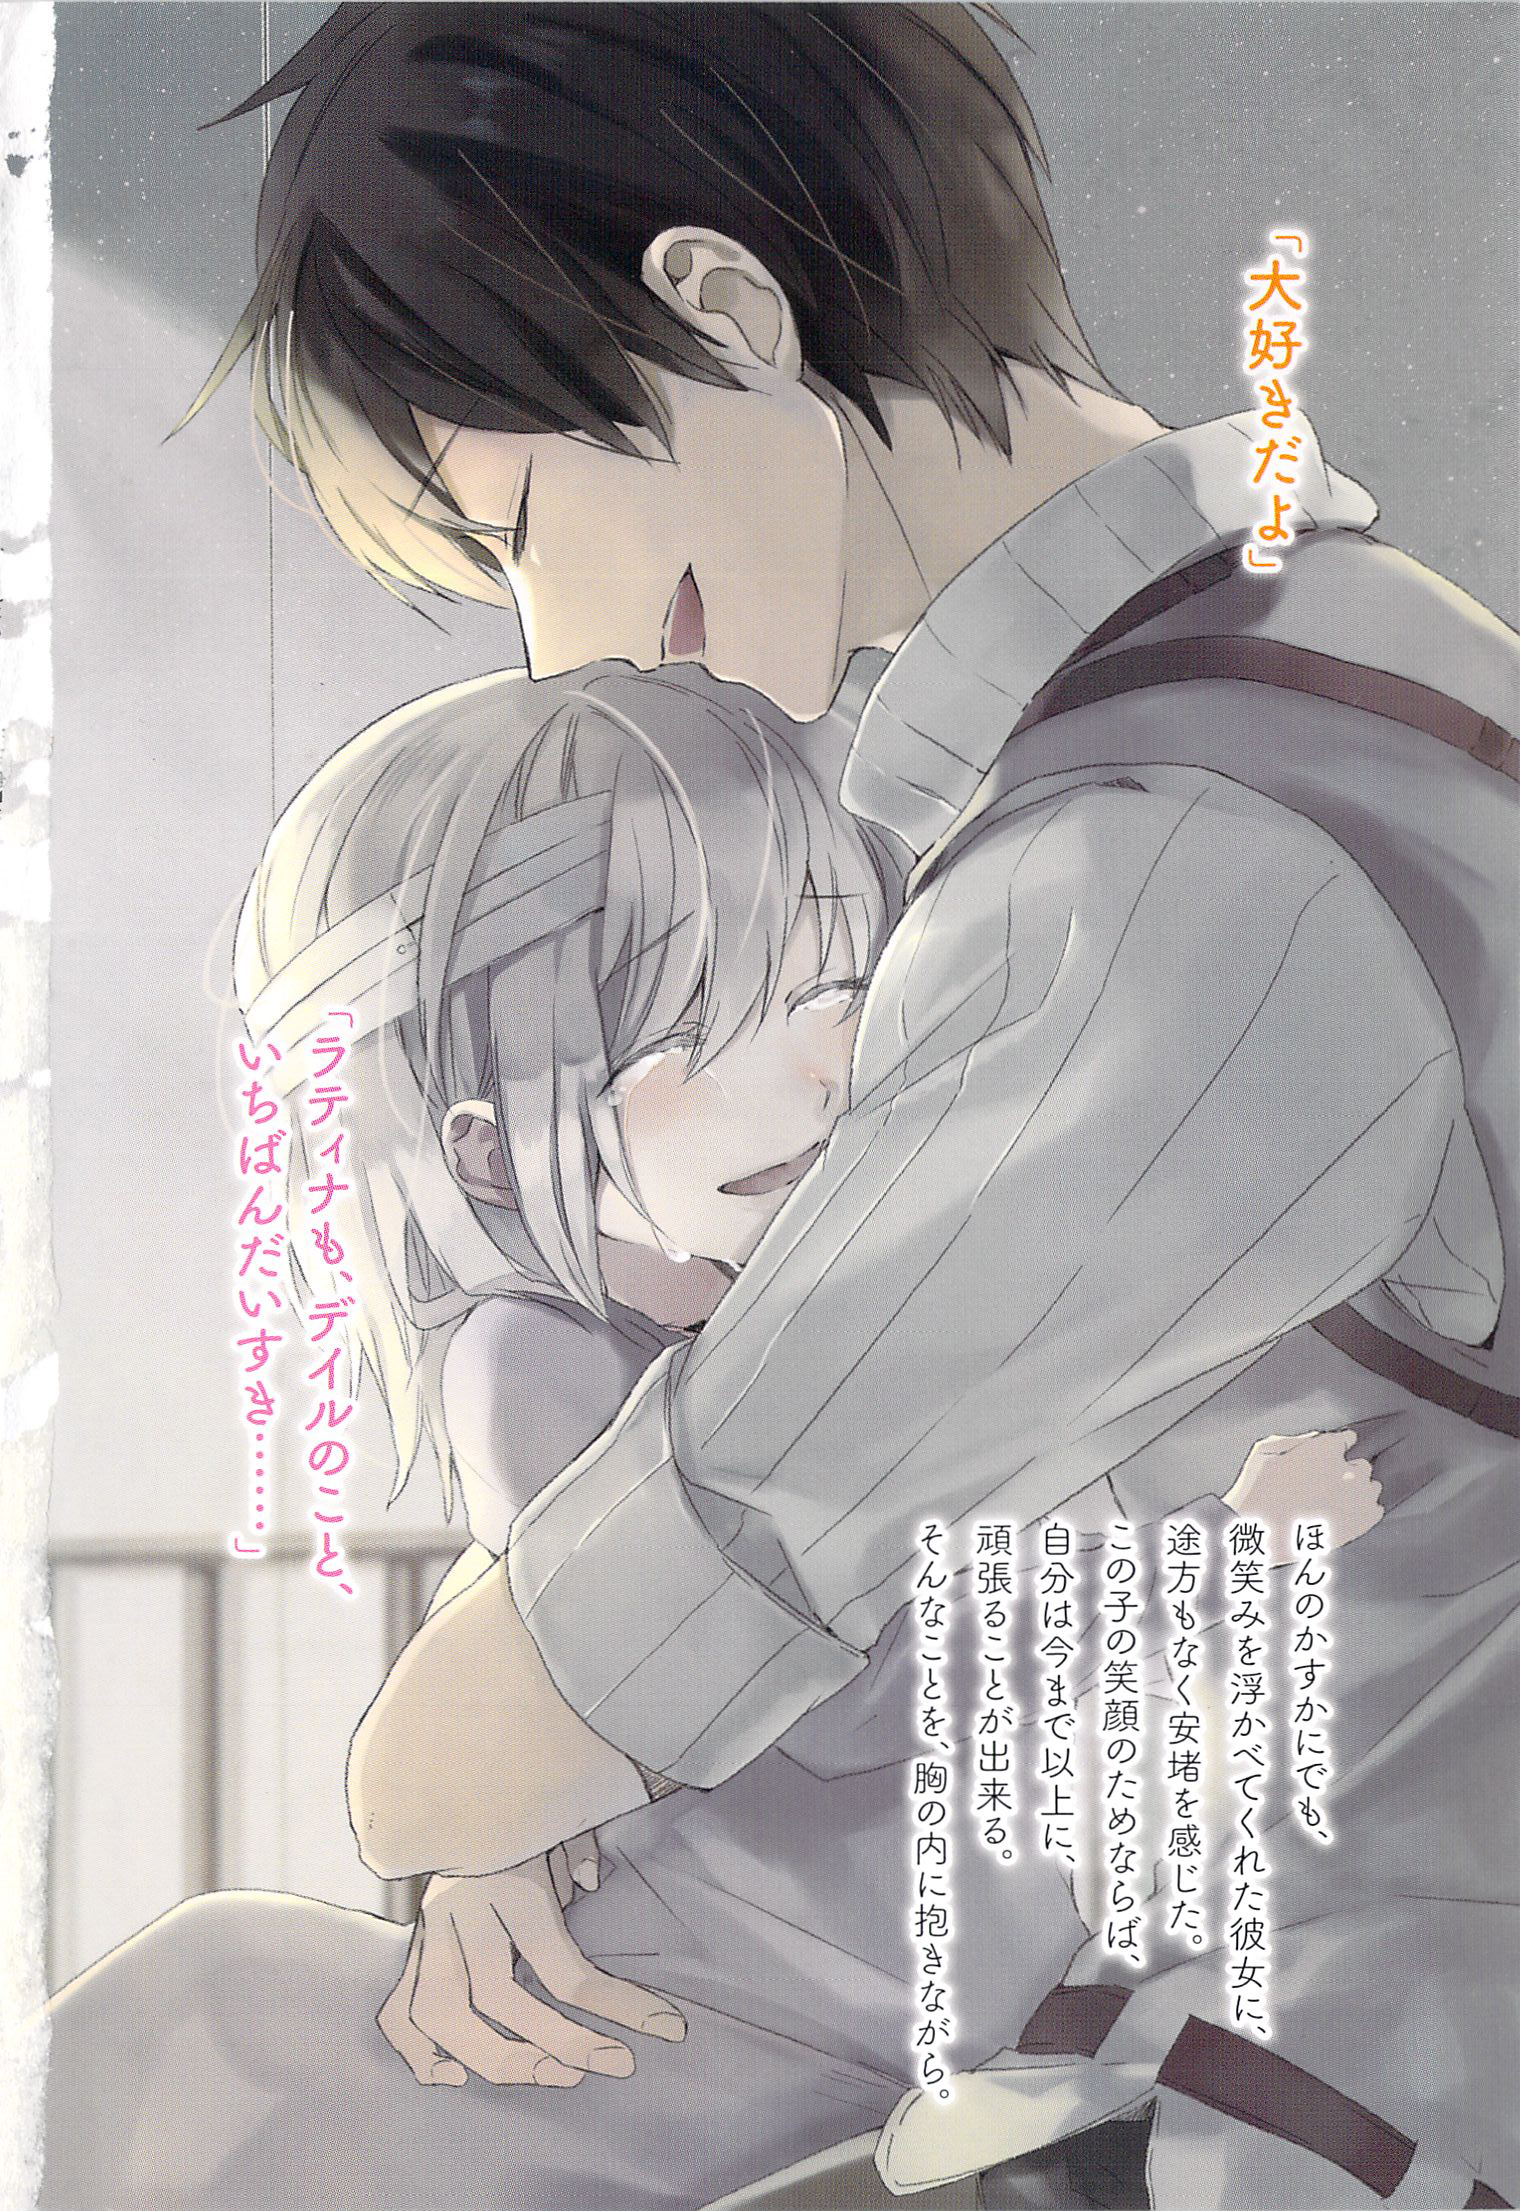 「大好きだよ」
「ラティナも、デイルのこと、
いちばんだいすき……」
ほんのかすかにでも、
微笑みを浮かべてくれた彼女に、
途方もなく安堵を感じた。
この子の笑顔のためならば、
自分は今まで以上に、
頑張ることが出来る。
そんなことを、胸の内に抱きながら。